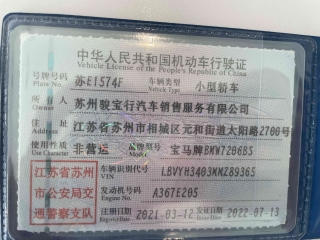 中华人民共和国机动车行驶证
Vehicle License of the People's Republic of China
号牌号码 苏E1574F 车辆类型 小型轿车
Plate No. Vehicle Type
所有人 苏州骏宝行汽车销售服务有限公司
Owner
住址 江苏省苏州市相城区元和街道太阳路2700号
Address
使用性质 非营运 品牌型号 宝马牌BMW7206BS
Use Character Model
江苏省苏州市公安局交通警察支队
车辆识别代号 LBVYH3403MMZ89365
VIN
发动机号码 A367E205
Engine No.
注册日期 2021-03-12 发证日期 2022-07-13
Register Date Issue Date